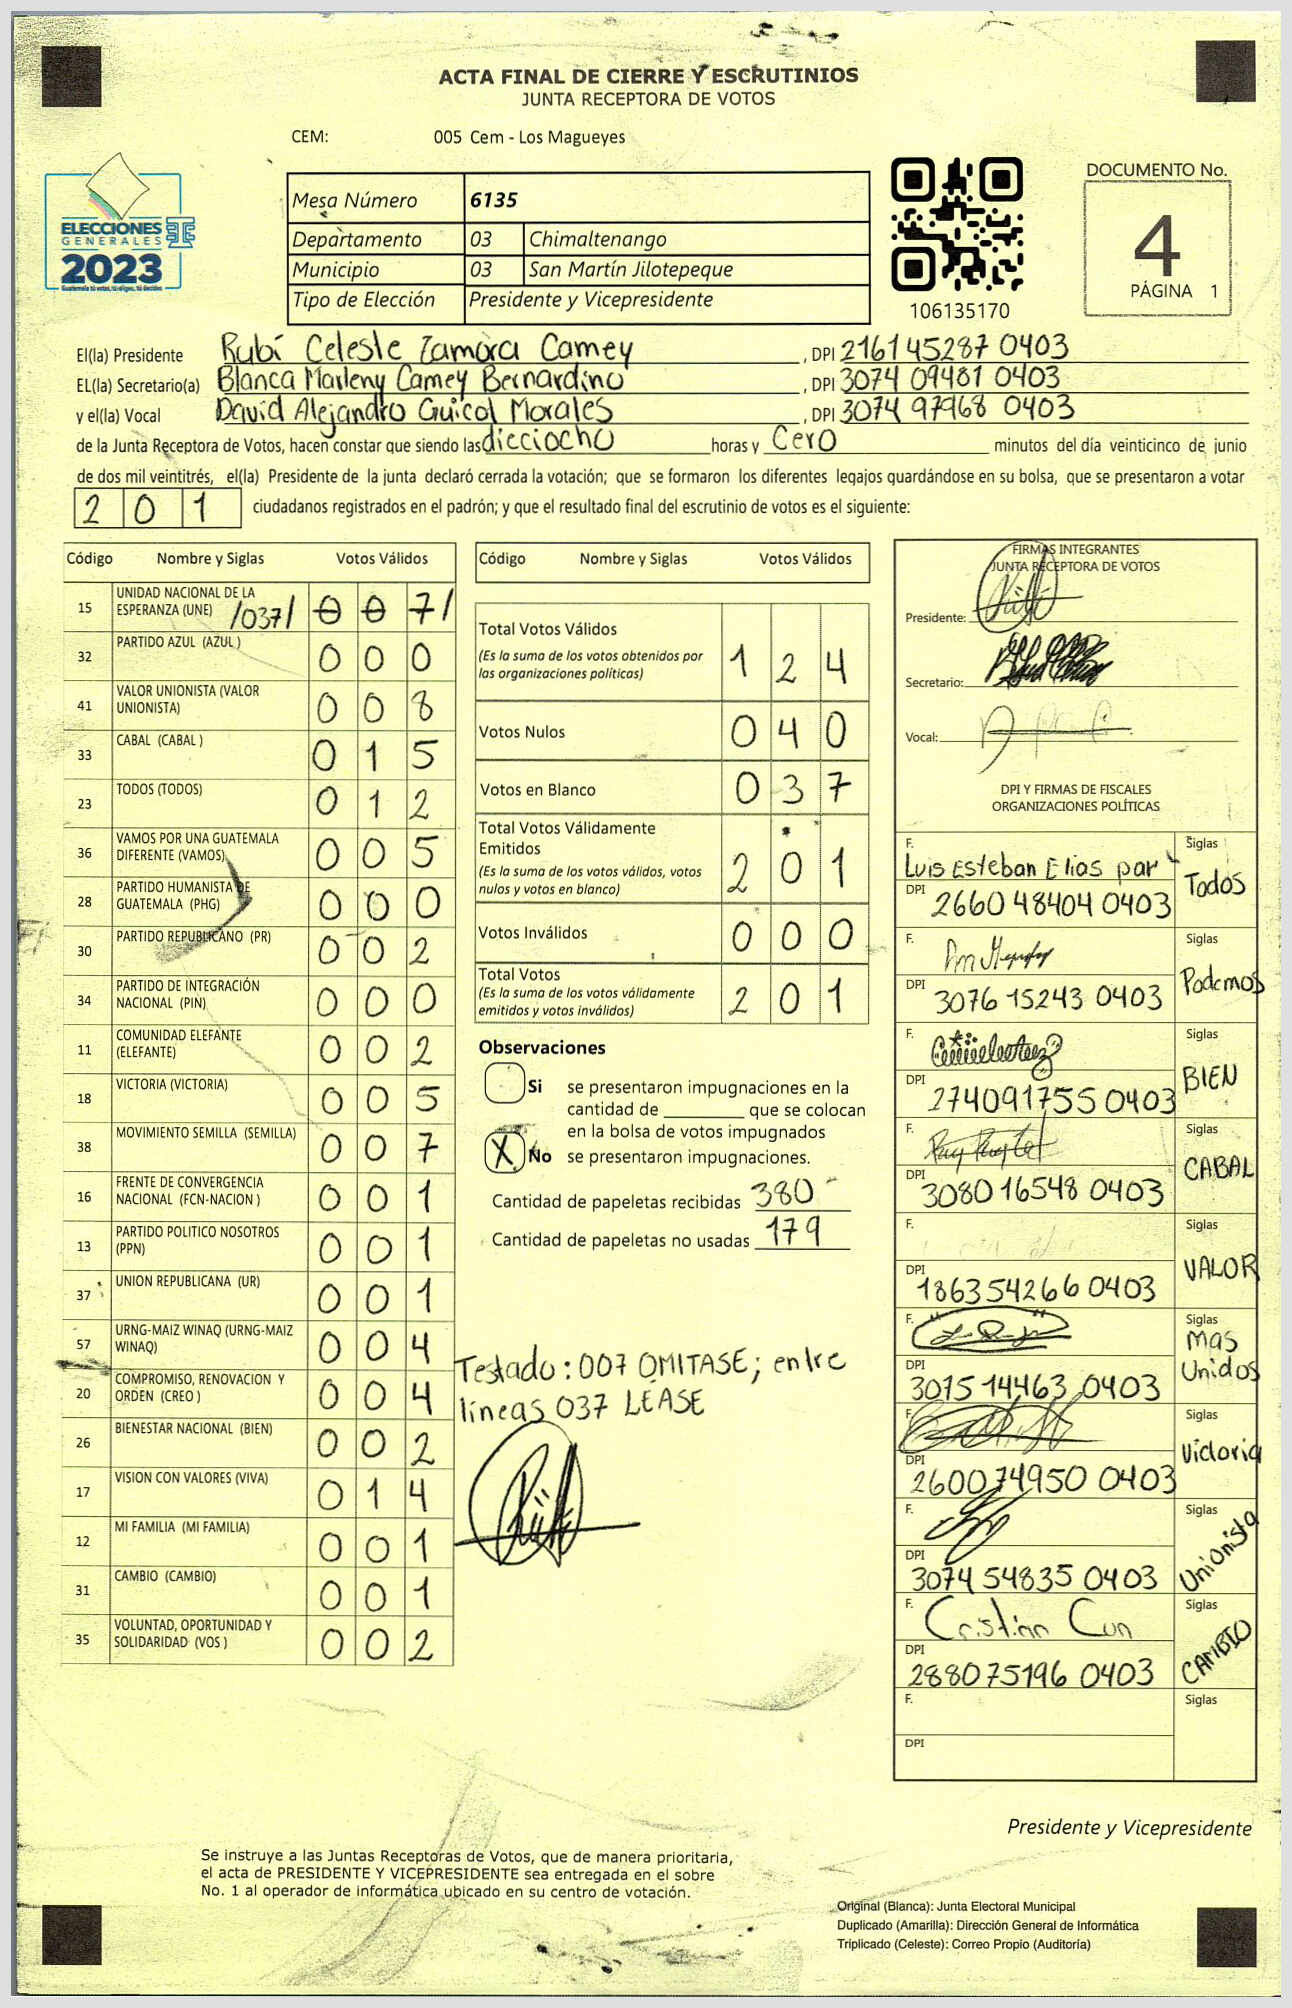 ACTA FINAL DE CIERRE Y ESCRUTINIOS
JUNTA RECEPTORA DE VOTOS
CEM: 005 Cem - Los Magueyes
ELECCIONES
GENERALES
2023
Guatemala tú votas, tú eliges, tú decides
Mesa Número 6135
Departamento 03 Chimaltenango
Municipio 03 San Martín Jilotepeque
Tipo de Elección Presidente y Vicepresidente
106135170
DOCUMENTO No.
4
PÁGINA 1
El(la) Presidente Rubí Celeste Zamora Camey , DPI 2161 45287 0403
EL(la) Secretario(a) Blanca Marleny Camey Bernardino , DPI 3074 09481 0403
y el(la) Vocal David Alejandro Guicol Morales , DPI 3074 97968 0403
de la Junta Receptora de Votos, hacen constar que siendo las dieciocho horas y Cero minutos del día veinticinco de junio
de dos mil veintitrés, el(la) Presidente de la junta declaró cerrada la votación; que se formaron los diferentes legajos guardándose en su bolsa, que se presentaron a votar
2 0 1 ciudadanos registrados en el padrón; y que el resultado final del escrutinio de votos es el siguiente:
Código Nombre y Siglas Votos Válidos
15 UNIDAD NACIONAL DE LA
ESPERANZA (UNE) /037/ 0 0 7/
32 PARTIDO AZUL (AZUL ) 0 0 0
41 VALOR UNIONISTA (VALOR
UNIONISTA) 0 0 8
33 CABAL (CABAL ) 0 1 5
23 TODOS (TODOS) 0 1 2
36 VAMOS POR UNA GUATEMALA
DIFERENTE (VAMOS) 0 0 5
28 PARTIDO HUMANISTA DE
GUATEMALA (PHG) 0 0 0
30 PARTIDO REPUBLICANO (PR) 0 0 2
34 PARTIDO DE INTEGRACIÓN
NACIONAL (PIN) 0 0 0
11 COMUNIDAD ELEFANTE
(ELEFANTE) 0 0 2
18 VICTORIA (VICTORIA) 0 0 5
38 MOVIMIENTO SEMILLA (SEMILLA) 0 0 7
16 FRENTE DE CONVERGENCIA
NACIONAL (FCN-NACION ) 0 0 1
13 PARTIDO POLITICO NOSOTROS
(PPN) 0 0 1
37 UNION REPUBLICANA (UR) 0 0 1
57 URNG-MAIZ WINAQ (URNG-MAIZ
WINAQ) 0 0 4
20 COMPROMISO, RENOVACION Y
ORDEN (CREO ) 0 0 4
26 BIENESTAR NACIONAL (BIEN) 0 0 2
17 VISION CON VALORES (VIVA) 0 1 4
12 MI FAMILIA (MI FAMILIA) 0 0 1
31 CAMBIO (CAMBIO) 0 0 1
35 VOLUNTAD, OPORTUNIDAD Y
SOLIDARIDAD (VOS ) 0 0 2
Código Nombre y Siglas Votos Válidos
Total Votos Válidos
(Es la suma de los votos obtenidos por
las organizaciones políticas) 1 2 4
Votos Nulos 0 4 0
Votos en Blanco 0 3 7
Total Votos Válidamente
Emitidos
(Es la suma de los votos válidos, votos
nulos y votos en blanco) 2 0 1
Votos Inválidos 0 0 0
Total Votos
(Es la suma de los votos válidamente
emitidos y votos inválidos) 2 0 1
Observaciones
Si se presentaron impugnaciones en la
cantidad de ________ que se colocan
en la bolsa de votos impugnados
X No se presentaron impugnaciones.
Cantidad de papeletas recibidas 380
Cantidad de papeletas no usadas 179
Testado: 007 OMITASE; entre
líneas 037 LÉASE
FIRMAS INTEGRANTES
JUNTA RECEPTORA DE VOTOS
Presidente:
Secretario:
Vocal:
DPI Y FIRMAS DE FISCALES
ORGANIZACIONES POLÍTICAS
F. Luis Esteban Elias par Siglas
DPI 2660 48404 0403 Todos
F. Siglas
DPI 3076 15243 0403 Podemos
F. Siglas
DPI 274091755 0403 BIEN
F. Siglas
DPI 3080 16548 0403 CABAL
F. Siglas
DPI 186354266 0403 VALOR
F. Siglas
DPI 3075 14463 0403 mas Unidos
F. Siglas
DPI 2600 74950 0403 Victoria
F. Siglas
DPI 3074 54835 0403 Unionista
F. Cristian Cun Siglas
DPI 288075196 0403 CAMBIO
F. Siglas
DPI
Presidente y Vicepresidente
Se instruye a las Juntas Receptoras de Votos, que de manera prioritaria,
el acta de PRESIDENTE Y VICEPRESIDENTE sea entregada en el sobre
No. 1 al operador de informática ubicado en su centro de votación.
Original (Blanca): Junta Electoral Municipal
Duplicado (Amarilla): Dirección General de Informática
Triplicado (Celeste): Correo Propio (Auditoría)